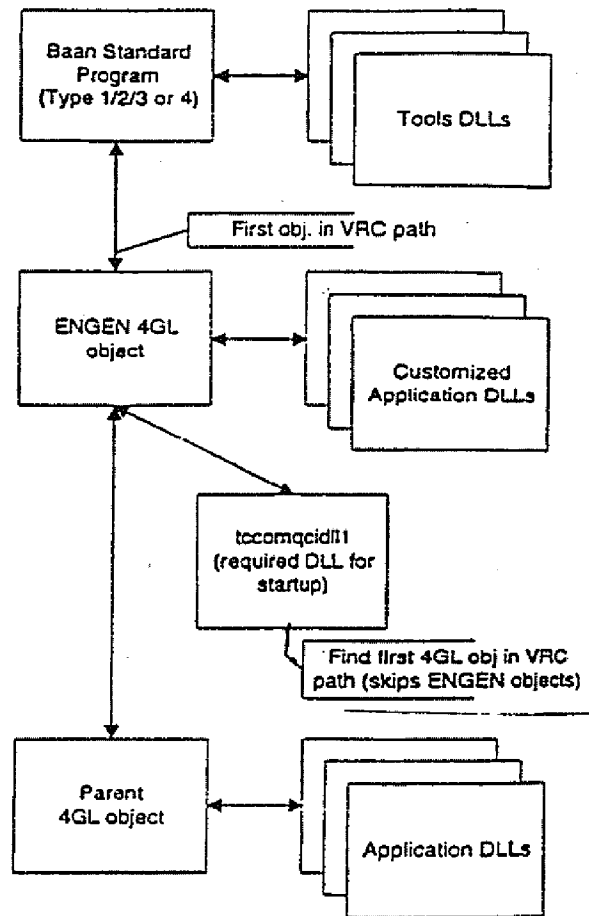 Baan Standard
Program
(Type 1/2/3 or 4)
Tools DLLs
First obj. in VRC path
ENGEN 4GL
object
Customized
Application DLLs
tccomqcidll1
(required DLL for
startup)
Find first 4GL obj in VRC
path (skips ENGEN objects)
Parent
4GL object
Application DLLs